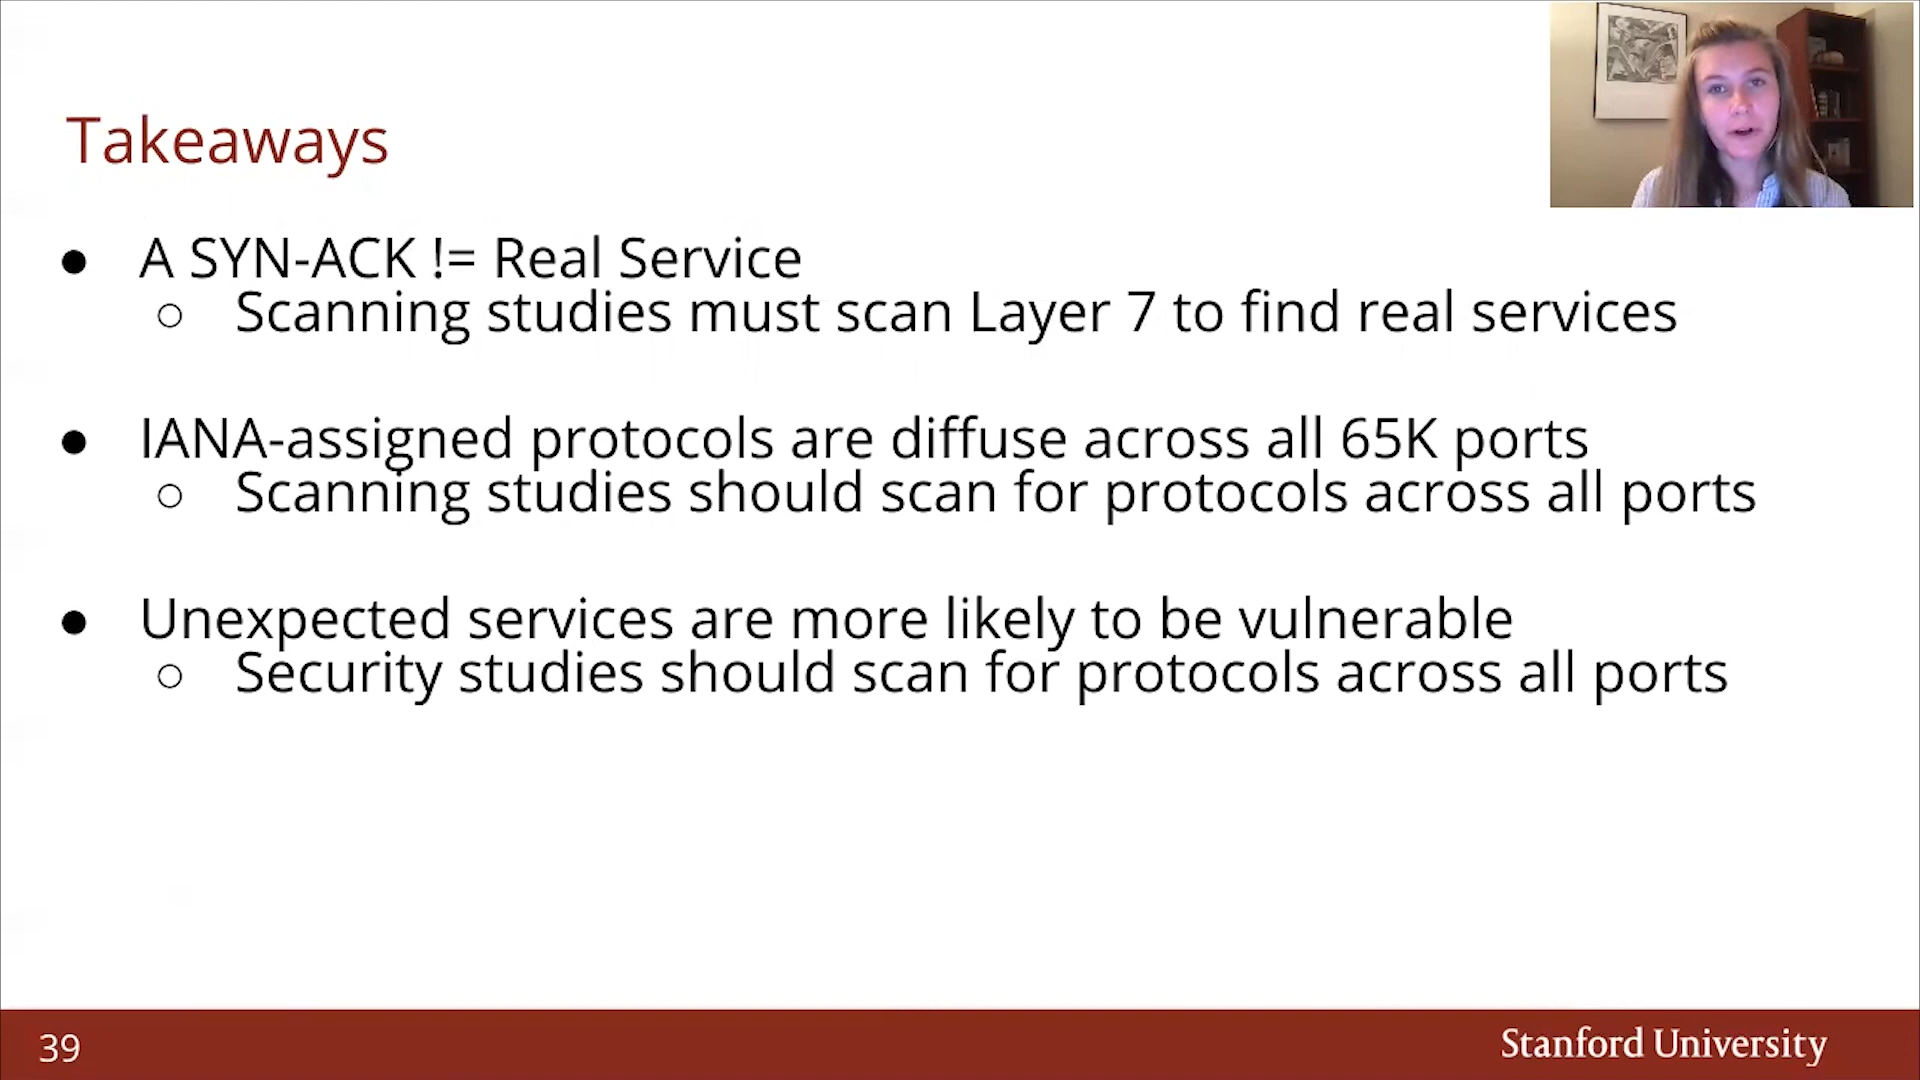 Takeaways
● A SYN-ACK != Real Service
○ Scanning studies must scan Layer 7 to find real services
● IANA-assigned protocols are diffuse across all 65K ports
○ Scanning studies should scan for protocols across all ports
● Unexpected services are more likely to be vulnerable
○ Security studies should scan for protocols across all ports
39
Stanford University